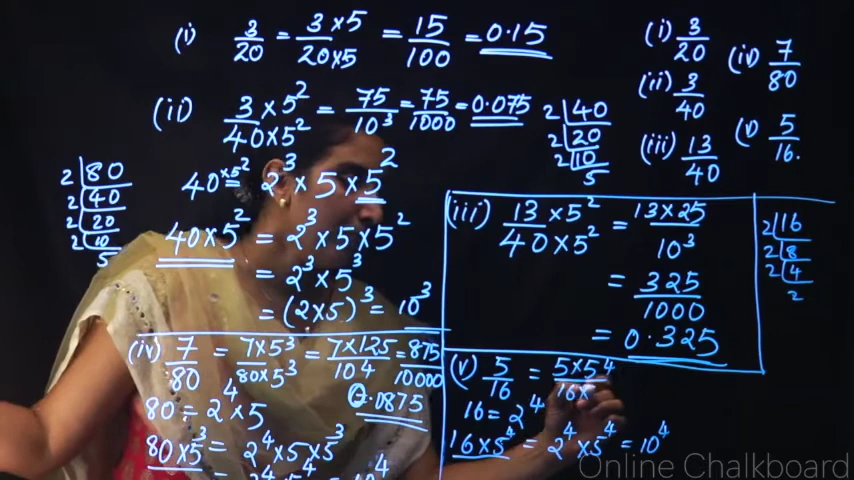 (i) 3/20 = 3×5/20×5 = 15/100 = 0.15
(ii) 3×5²/40×5² = 75/10³ = 75/1000 = 0.075
40×5² = 2³×5×5²
40×5² = 2³×5×5²
= 2³×5³
= (2×5)³ = 10³
2 | 80
2 | 40
2 | 20
2 | 10
5
2 | 40
2 | 20
2 | 10
5
(i) 3/20
(ii) 3/40
(iii) 13/40
(iv) 7/80
(v) 5/16.
(iii) 13×5²/40×5² = 13×25/10³
= 325/1000
= 0.325
2 | 16
2 | 8
2 | 4
2
(iv) 7/80 = 7×5³/80×5³ = 7×125/10⁴ = 875/10000
0.0875
80 = 2⁴×5
80×5³ = 2⁴×5×5³
(v) 5/16 = 5×5⁴/16×
16 = 2⁴
16×5⁴ = 2⁴×5⁴ = 10⁴
Online Chalkboard